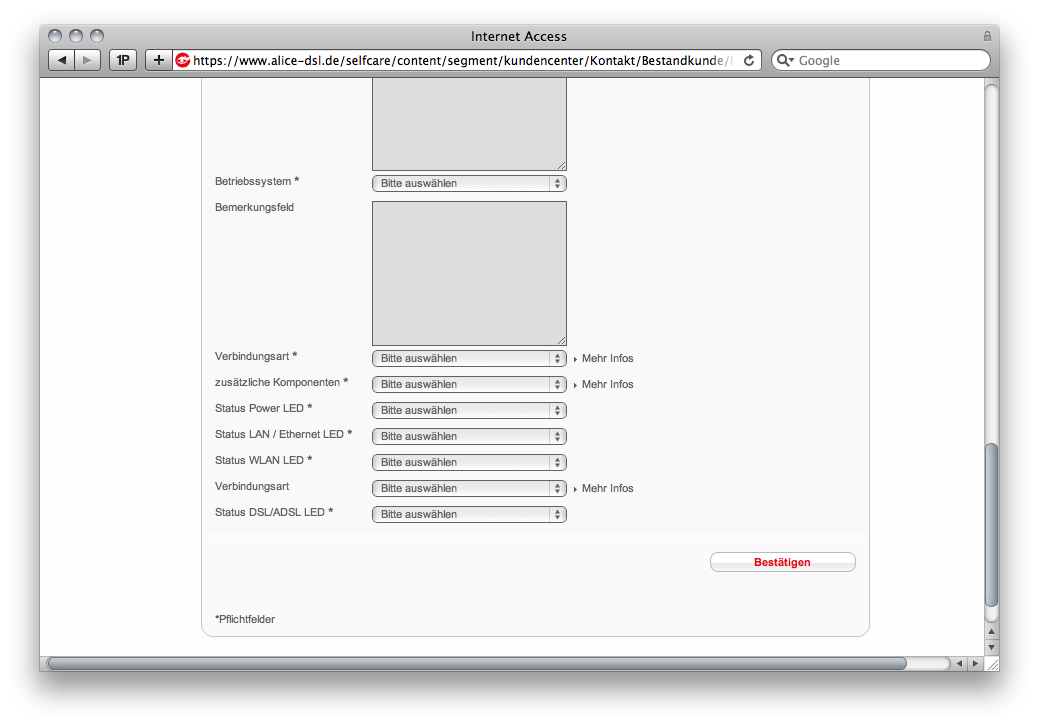 Internet Access
1P
+
https://www.alice-dsl.de/selfcare/content/segment/kundencenter/Kontakt/Bestandkunde/
Google
Betriebssystem *
Bitte auswählen
Bemerkungsfeld
Verbindungsart *
Bitte auswählen
Mehr Infos
zusätzliche Komponenten *
Bitte auswählen
Mehr Infos
Status Power LED *
Bitte auswählen
Status LAN / Ethernet LED *
Bitte auswählen
Status WLAN LED *
Bitte auswählen
Verbindungsart
Bitte auswählen
Mehr Infos
Status DSL/ADSL LED *
Bitte auswählen
Bestätigen
*Pflichtfelder